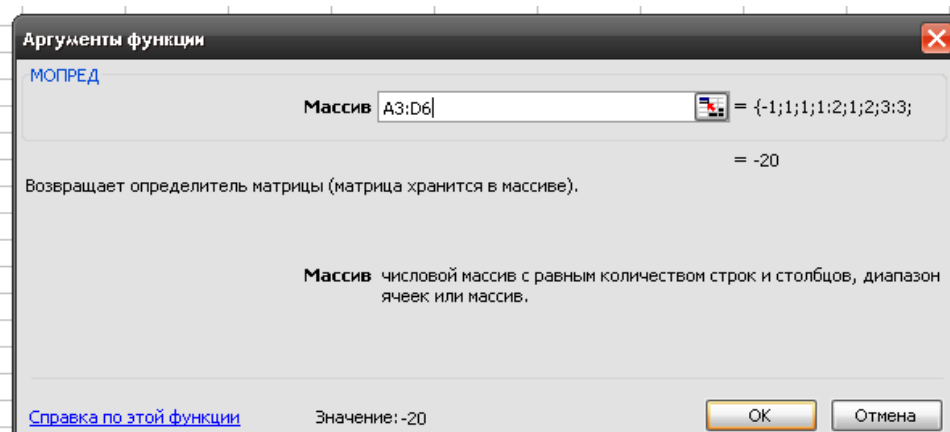 Аргументы функции
МОПРЕД
Массив A3:D6 = {-1;1;1;1:2;1;2;3:3;
= -20
Возвращает определитель матрицы (матрица хранится в массиве).
Массив числовой массив с равным количеством строк и столбцов, диапазон
ячеек или массив.
Справка по этой функции Значение:-20 ОК Отмена